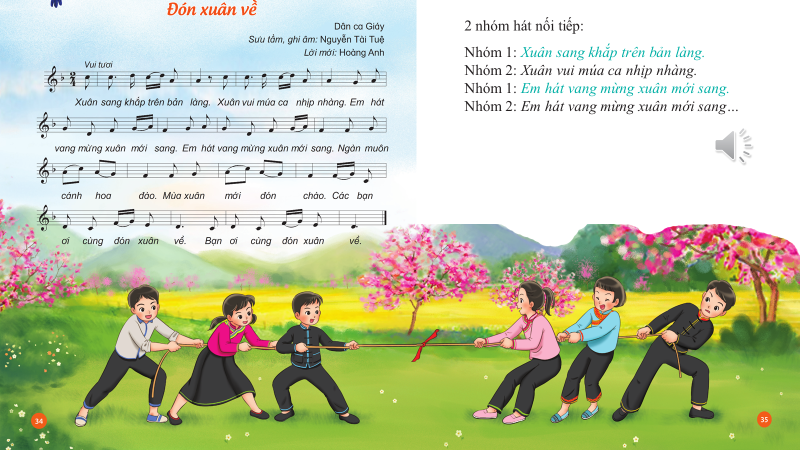 Đón xuân về
Dân ca Giáy
Sưu tầm, ghi âm: Nguyễn Tài Tuệ
Lời mới: Hoàng Anh
Vui tươi
Xuân sang khắp trên bản làng. Xuân vui múa ca nhịp nhàng. Em hát
vang mừng xuân mới sang. Em hát vang mừng xuân mới sang. Ngàn muôn
cánh hoa đào. Mùa xuân mới đón chào. Các bạn
ơi cùng đón xuân về. Bạn ơi cùng đón xuân về.
2 nhóm hát nối tiếp:
Nhóm 1: Xuân sang khắp trên bản làng.
Nhóm 2: Xuân vui múa ca nhịp nhàng.
Nhóm 1: Em hát vang mừng xuân mới sang.
Nhóm 2: Em hát vang mừng xuân mới sang…
34
35